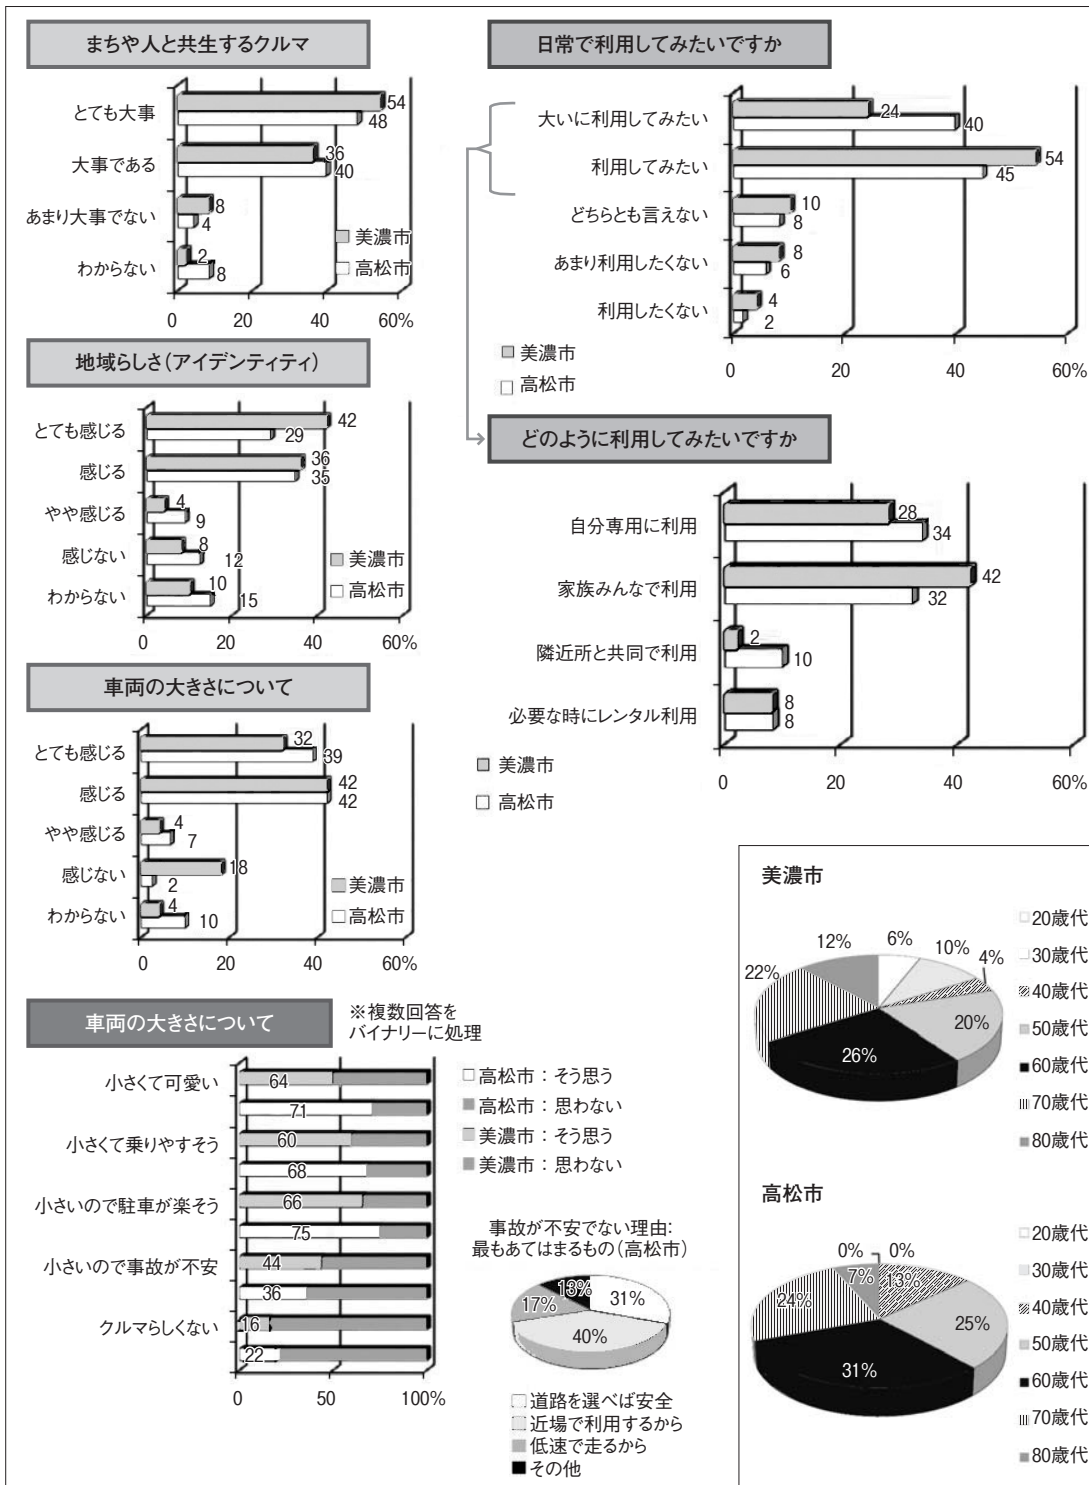 まちや人と共生するクルマ
とても大事
54
48
大事である
36
40
あまり大事でない
8
4
わからない
2
8
美濃市
高松市
0 20 40 60%
地域らしさ(アイデンティティ)
とても感じる
42
29
感じる
36
35
やや感じる
4
9
感じない
8
12
わからない
10
15
美濃市
高松市
0 20 40 60%
車両の大きさについて
とても感じる
32
39
感じる
42
42
やや感じる
4
7
感じない
18
2
わからない
4
10
美濃市
高松市
0 20 40 60%
車両の大きさについて
※複数回答を
バイナリーに処理
小さくて可愛い
64
71
小さくて乗りやすそう
60
68
小さいので駐車が楽そう
66
75
小さいので事故が不安
44
36
クルマらしくない
16
22
0 50 100%
高松市：そう思う
高松市：思わない
美濃市：そう思う
美濃市：思わない
事故が不安でない理由:
最もあてはまるもの(高松市)
13%
31%
17%
40%
道路を選べば安全
近場で利用するから
低速で走るから
その他
日常で利用してみたいですか
大いに利用してみたい
24
40
利用してみたい
54
45
どちらとも言えない
10
8
あまり利用したくない
8
6
利用したくない
4
2
美濃市
高松市
0 20 40 60%
どのように利用してみたいですか
自分専用に利用
28
34
家族みんなで利用
42
32
隣近所と共同で利用
2
10
必要な時にレンタル利用
8
8
美濃市
高松市
0 20 40 60%
美濃市
12%
6%
10%
4%
22%
20%
26%
20歳代
30歳代
40歳代
50歳代
60歳代
70歳代
80歳代
高松市
0%
0%
7%
13%
24%
25%
31%
20歳代
30歳代
40歳代
50歳代
60歳代
70歳代
80歳代